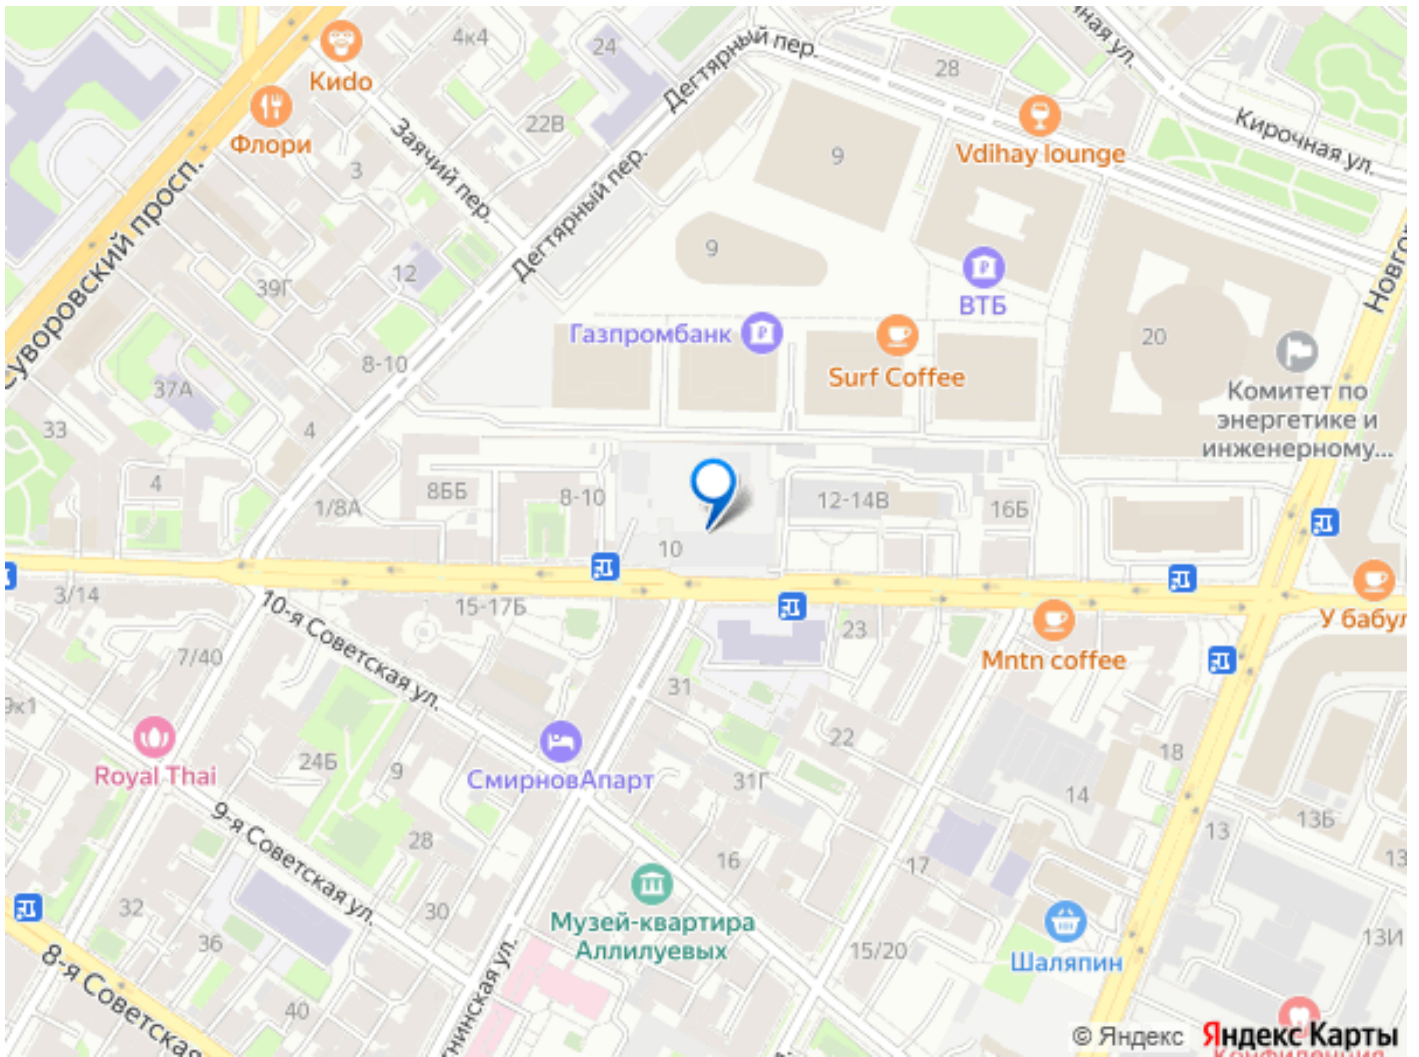 4к4
24
Дегтярный пер.
28
Кидо
Флори
22В
Заячий пер.
3
Дегтярный пер.
9
Vdihay lounge
Кирочная ул.
Суворовский просп.
12
39Г
9
ВТБ
Газпромбанк
Surf Coffee
20
Комитет по
энергетике и
инженерному...
8-10
37А
33
4
4
1/8А
8ББ
8-10
12-14В
16Б
10
3/14
15-17Б
10-я Советская ул.
7/40
23
Mntn coffee
31
9к1
Royal Thai
24Б
9
СмирновАпарт
22
31Г
18
14
13
13Б
13
9-я Советская ул.
28
16
17
30
32
36
Музей-квартира
Аллилуевых
15/20
Шаляпин
13И
8-я Советская
40
© Яндекс
Яндекс Карты